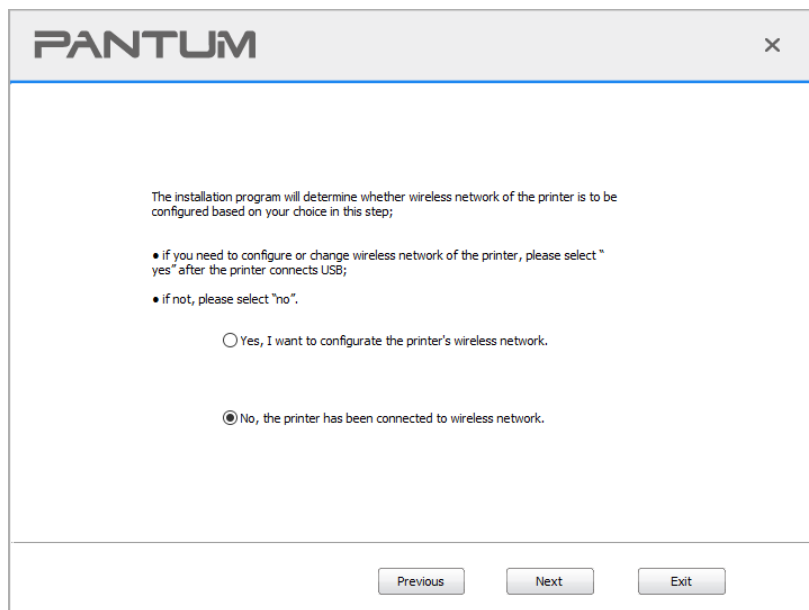 PANTUM
The installation program will determine whether wireless network of the printer is to be
configured based on your choice in this step;
● if you need to configure or change wireless network of the printer, please select “
yes” after the printer connects USB;
● if not, please select “no”.
Yes, I want to configurate the printer's wireless network.
No, the printer has been connected to wireless network.
Previous Next Exit